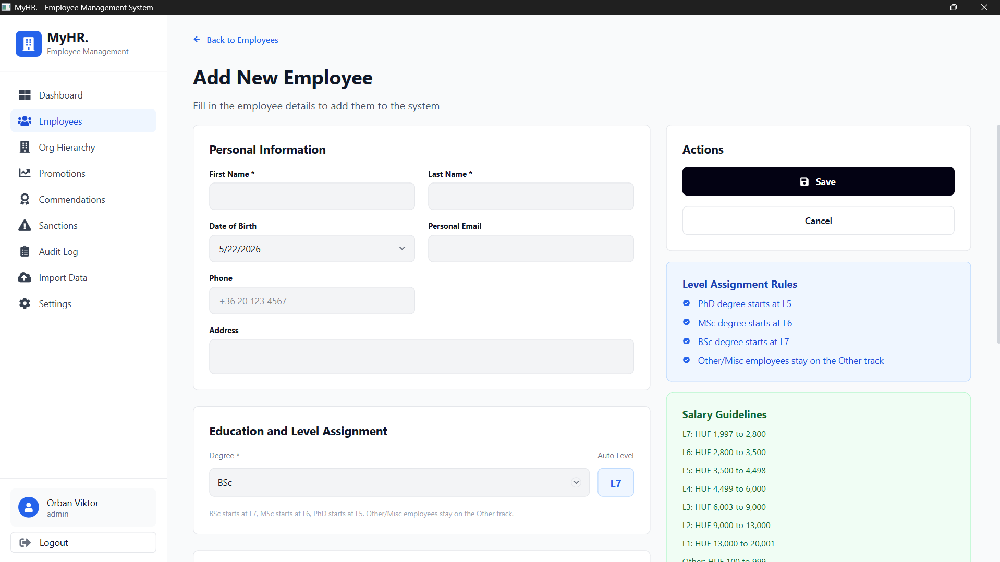 MyHR. - Employee Management System
MyHR.
Employee Management
Dashboard
Employees
Org Hierarchy
Promotions
Commendations
Sanctions
Audit Log
Import Data
Settings
Orban Viktor
admin
Logout
Back to Employees
Add New Employee
Fill in the employee details to add them to the system
Personal Information
First Name *
Last Name *
Date of Birth
Personal Email
5/22/2026
Phone
+36 20 123 4567
Address
Education and Level Assignment
Degree *
Auto Level
BSc
L7
BSc starts at L7, MSc starts at L6, PhD starts at L5. Other/Misc employees stay on the Other track.
Actions
Save
Cancel
Level Assignment Rules
PhD degree starts at L5
MSc degree starts at L6
BSc degree starts at L7
Other/Misc employees stay on the Other track
Salary Guidelines
L7: HUF 1,997 to 2,800
L6: HUF 2,800 to 3,500
L5: HUF 3,500 to 4,498
L4: HUF 4,499 to 6,000
L3: HUF 6,003 to 9,000
L2: HUF 9,000 to 13,000
L1: HUF 13,000 to 20,001
Other: HUF 100 to 999